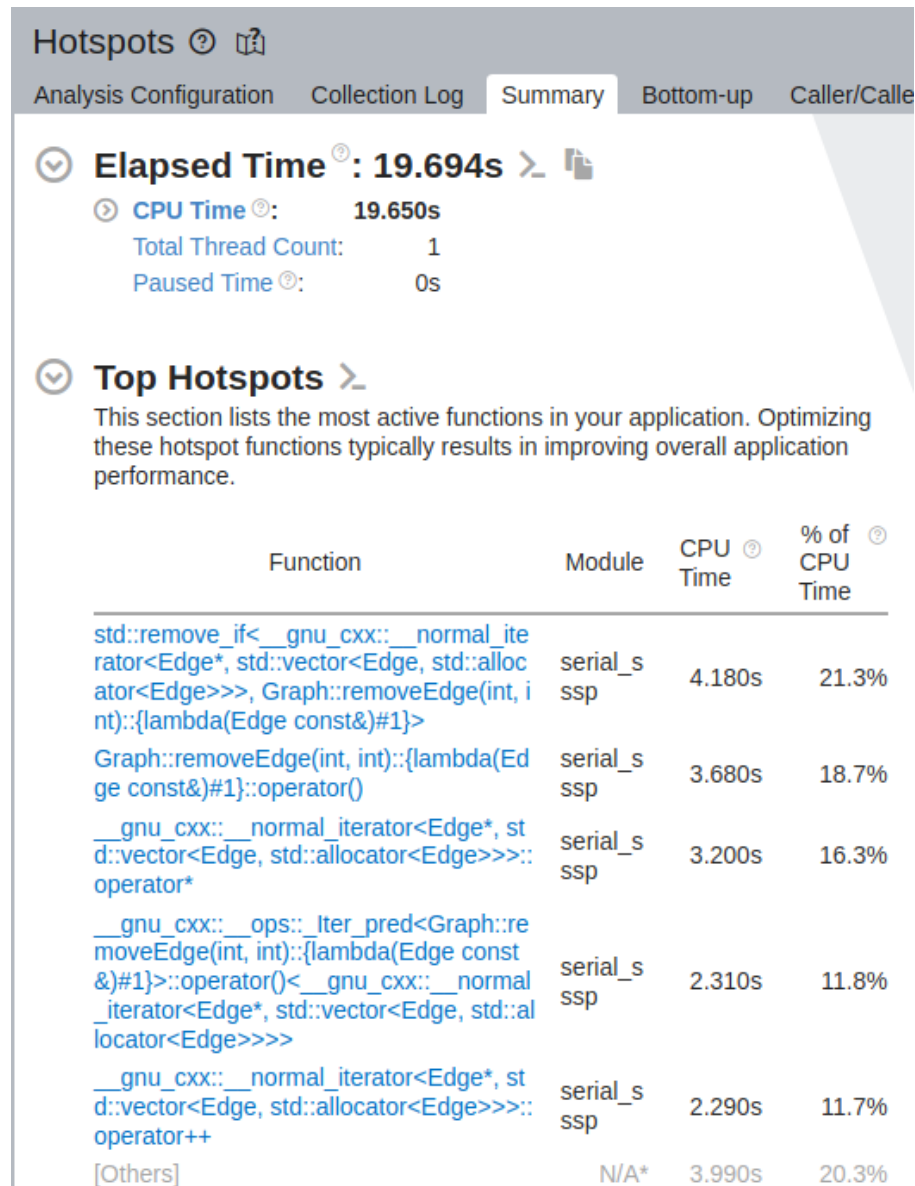 Hotspots
Analysis Configuration Collection Log Summary Bottom-up Caller/Calle
Elapsed Time : 19.694s
CPU Time : 19.650s
Total Thread Count: 1
Paused Time : 0s
Top Hotspots
This section lists the most active functions in your application. Optimizing
these hotspot functions typically results in improving overall application
performance.
Function Module CPU Time % of CPU Time
std::remove_if<__gnu_cxx::__normal_ite
rator<Edge*, std::vector<Edge, std::alloc
ator<Edge>>>, Graph::removeEdge(int, i
nt)::{lambda(Edge const&)#1}>
serial_s
ssp
4.180s 21.3%
Graph::removeEdge(int, int)::{lambda(Ed
ge const&)#1}::operator()
serial_s
ssp
3.680s 18.7%
__gnu_cxx::__normal_iterator<Edge*, st
d::vector<Edge, std::allocator<Edge>>>::
operator*
serial_s
ssp
3.200s 16.3%
__gnu_cxx::__ops::_Iter_pred<Graph::re
moveEdge(int, int)::{lambda(Edge const
&)#1}>::operator()<__gnu_cxx::__normal
_iterator<Edge*, std::vector<Edge, std::al
locator<Edge>>>>
serial_s
ssp
2.310s 11.8%
__gnu_cxx::__normal_iterator<Edge*, st
d::vector<Edge, std::allocator<Edge>>>::
operator++
serial_s
ssp
2.290s 11.7%
[Others] N/A* 3.990s 20.3%